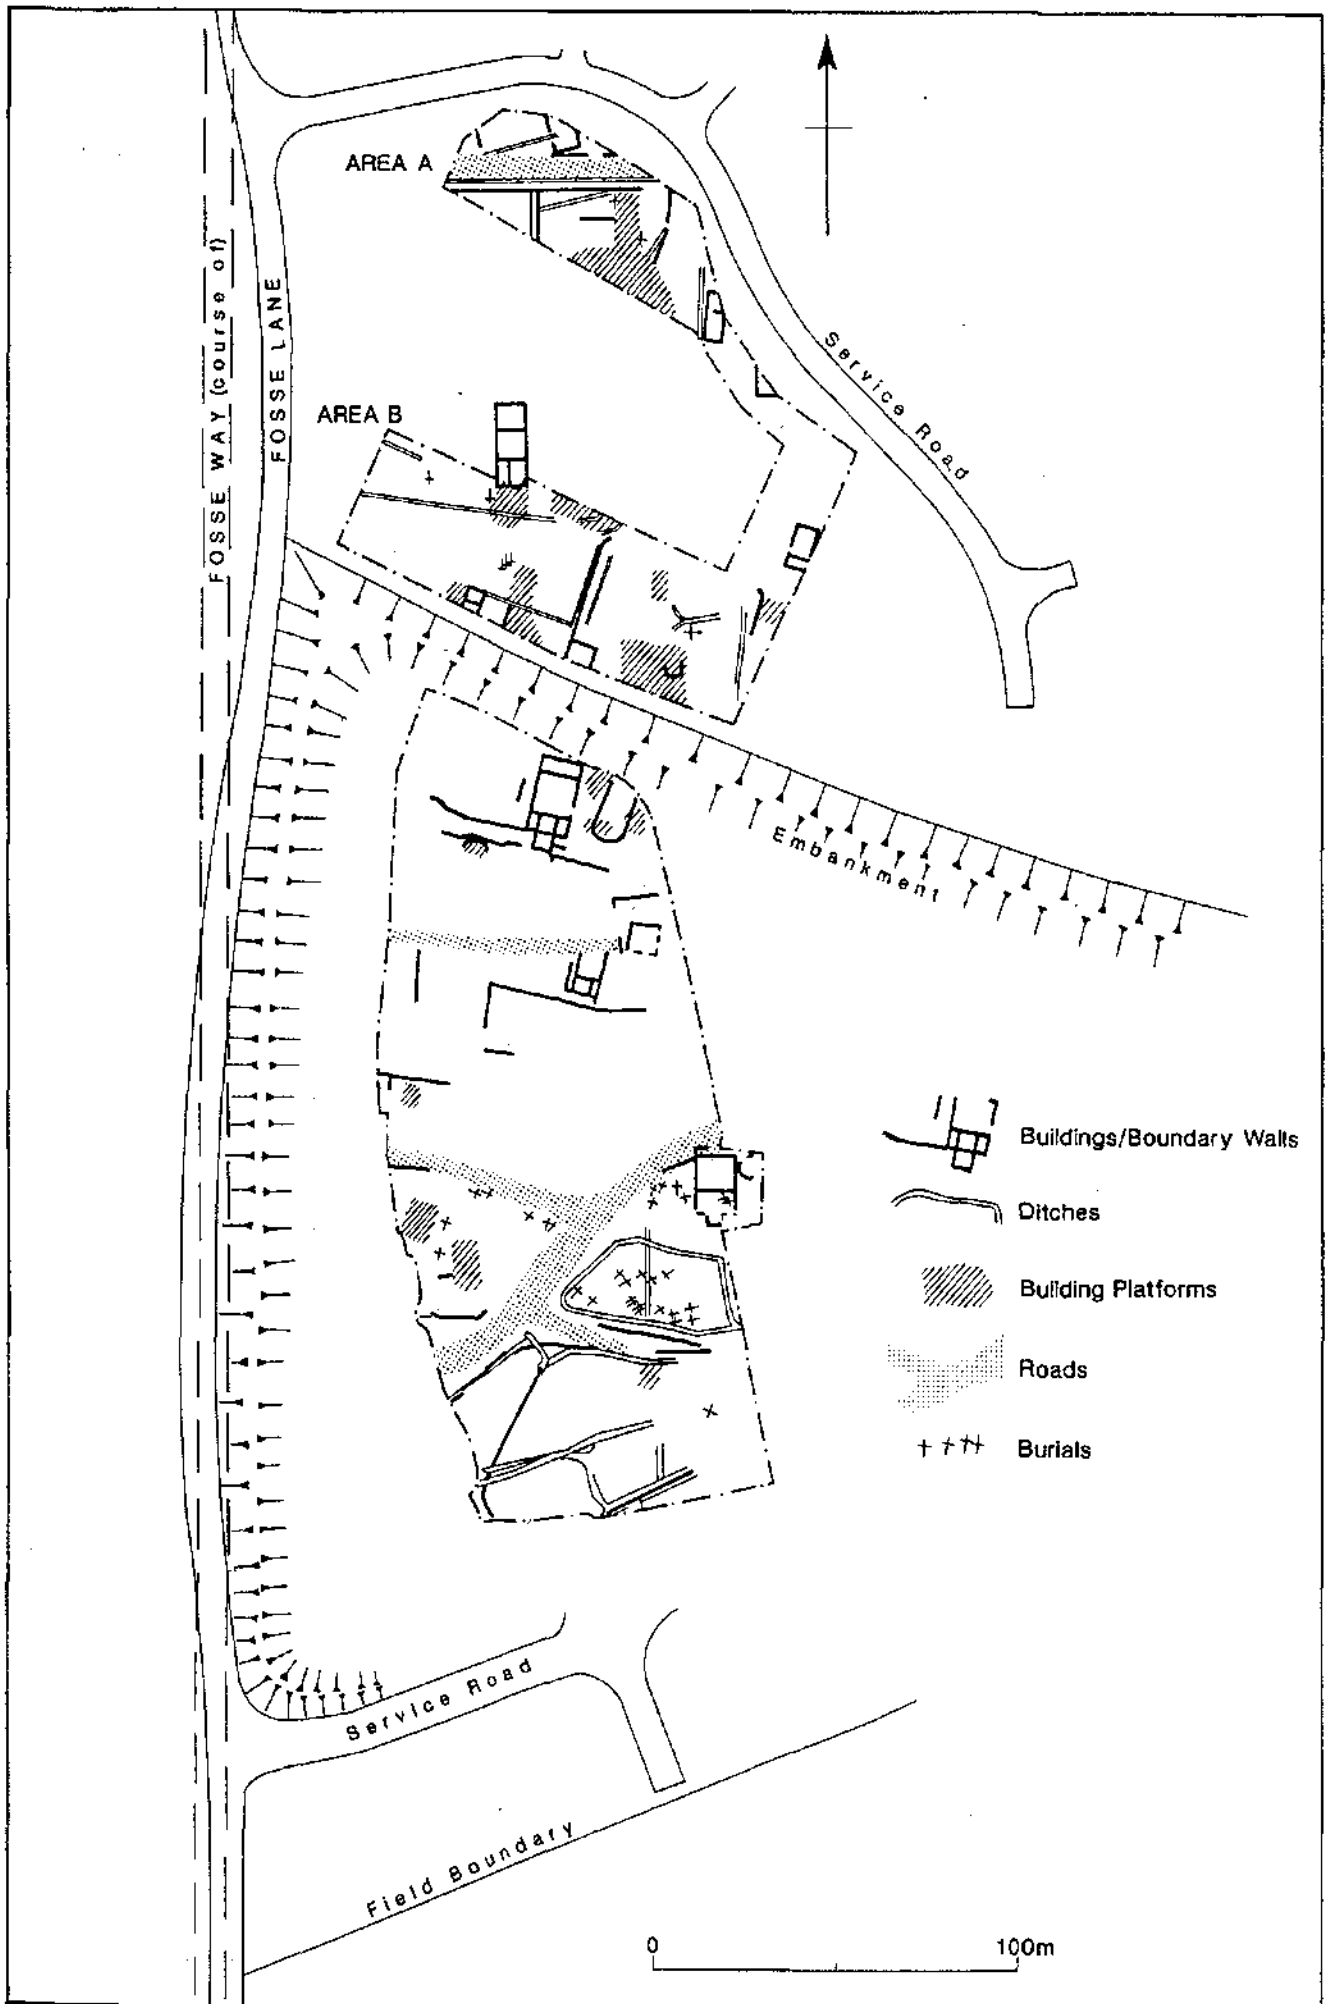 AREA A
FOSSE WAY (course of)
FOSSE LANE
Service Road
AREA B
Embankment
Buildings/Boundary Walls
Ditches
Building Platforms
Roads
Burials
Service Road
Field Boundary
0 100m